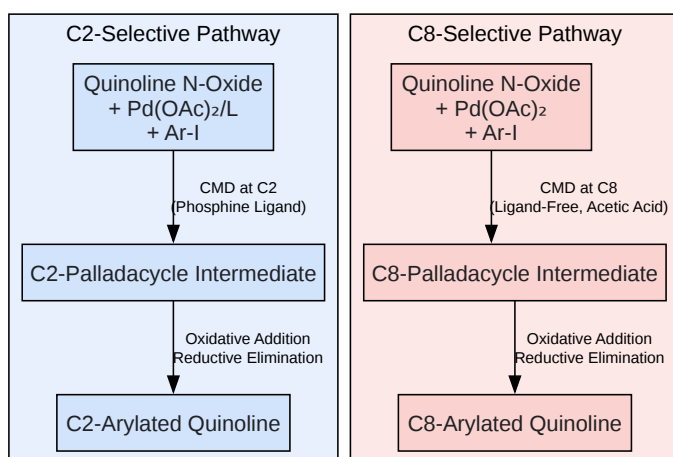 C2-Selective Pathway
Quinoline N-Oxide
+ Pd(OAc)₂/L
+ Ar-I
CMD at C2
(Phosphine Ligand)
C2-Palladacycle Intermediate
Oxidative Addition
Reductive Elimination
C2-Arylated Quinoline
C8-Selective Pathway
Quinoline N-Oxide
+ Pd(OAc)₂
+ Ar-I
CMD at C8
(Ligand-Free, Acetic Acid)
C8-Palladacycle Intermediate
Oxidative Addition
Reductive Elimination
C8-Arylated Quinoline